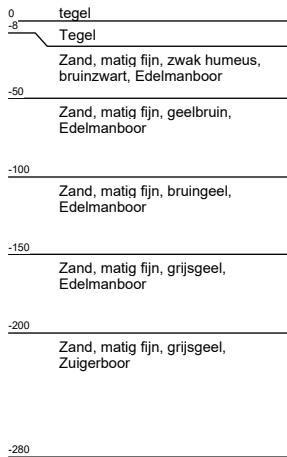 0 tegel
-8
Tegel
Zand, matig fijn, zwak humeus,
bruinzwart, Edelmanboor
-50
Zand, matig fijn, geelbruin,
Edelmanboor
-100
Zand, matig fijn, bruingeel,
Edelmanboor
-150
Zand, matig fijn, grijsgeel,
Edelmanboor
-200
Zand, matig fijn, grijsgeel,
Zuigerboor
-280